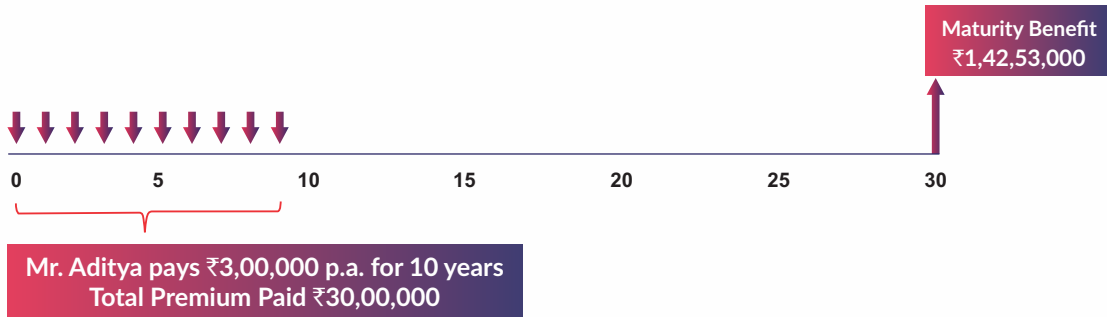 Maturity Benefit
₹1,42,53,000
0 5 10 15 20 25 30
Mr. Aditya pays ₹3,00,000 p.a. for 10 years
Total Premium Paid ₹30,00,000